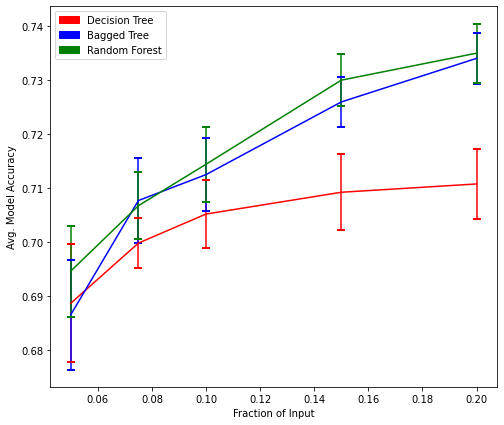 Decision Tree
Bagged Tree
Random Forest
Avg. Model Accuracy
0.74
0.73
0.72
0.71
0.70
0.69
0.68
0.06 0.08 0.10 0.12 0.14 0.16 0.18 0.20
Fraction of Input